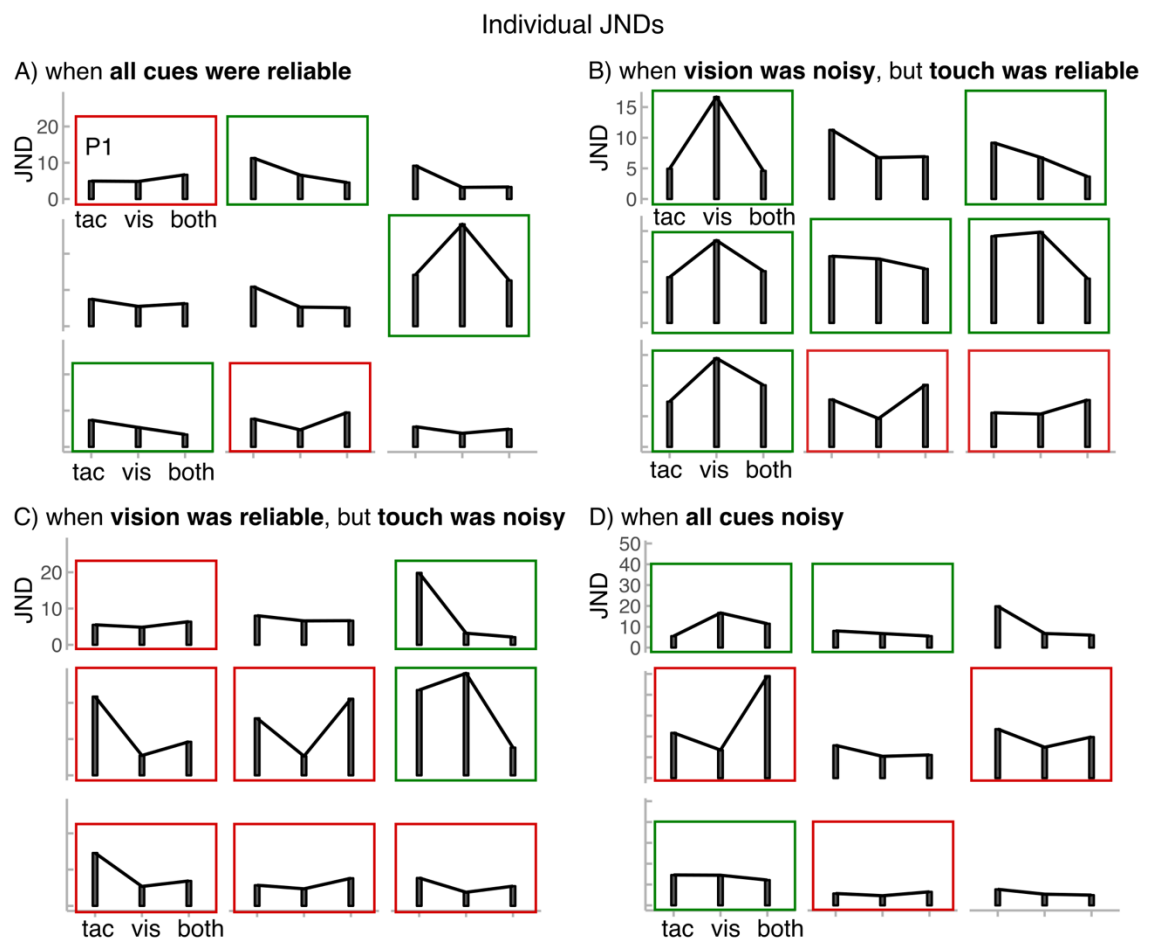 Individual JNDs
A) when all cues were reliable
JND
20
10
0
P1
tac vis both
tac vis both
B) when vision was noisy, but touch was reliable
JND
15
10
5
0
tac vis both
tac vis both
C) when vision was reliable, but touch was noisy
JND
20
10
0
tac vis both
D) when all cues noisy
JND
50
40
30
20
10
0
tac vis both